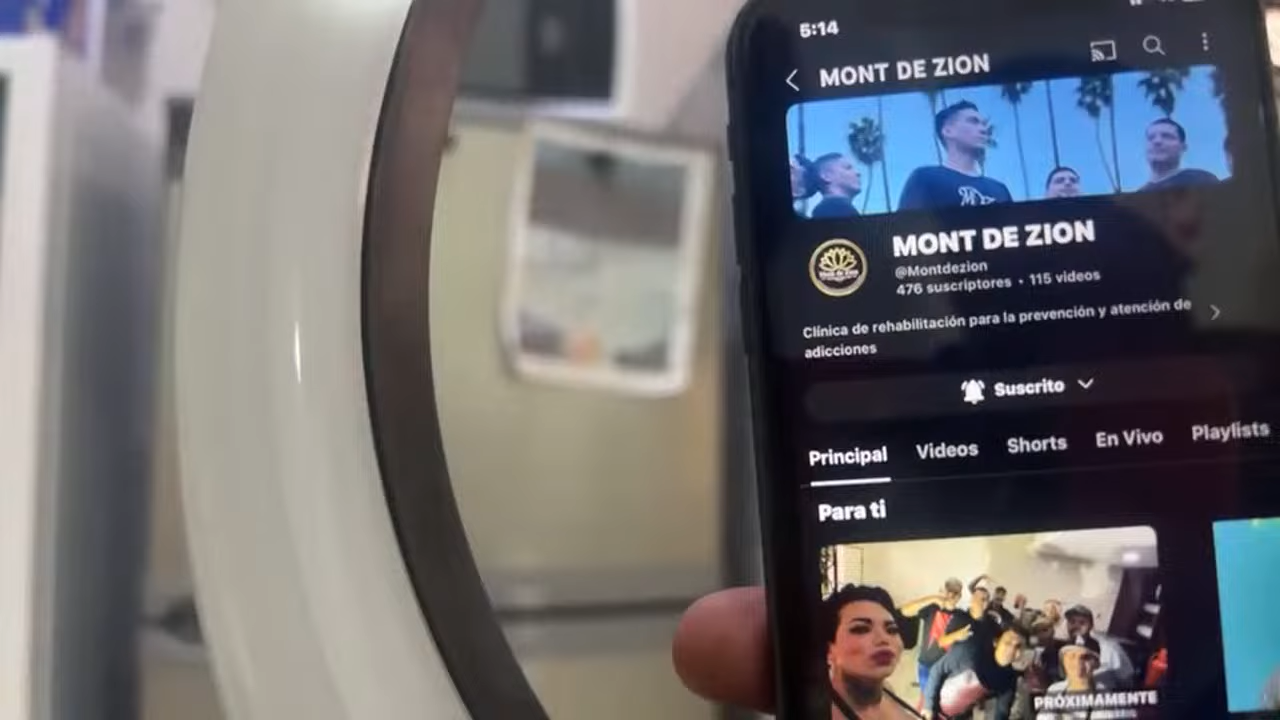 5:14
MONT DE ZION
MONT DE ZION
@Montdezion
476 suscriptores • 115 videos
Clínica de rehabilitación para la prevención y atención de
adicciones
Suscrito
Principal Videos Shorts En Vivo Playlists
Para ti
PRÓXIMAMENTE